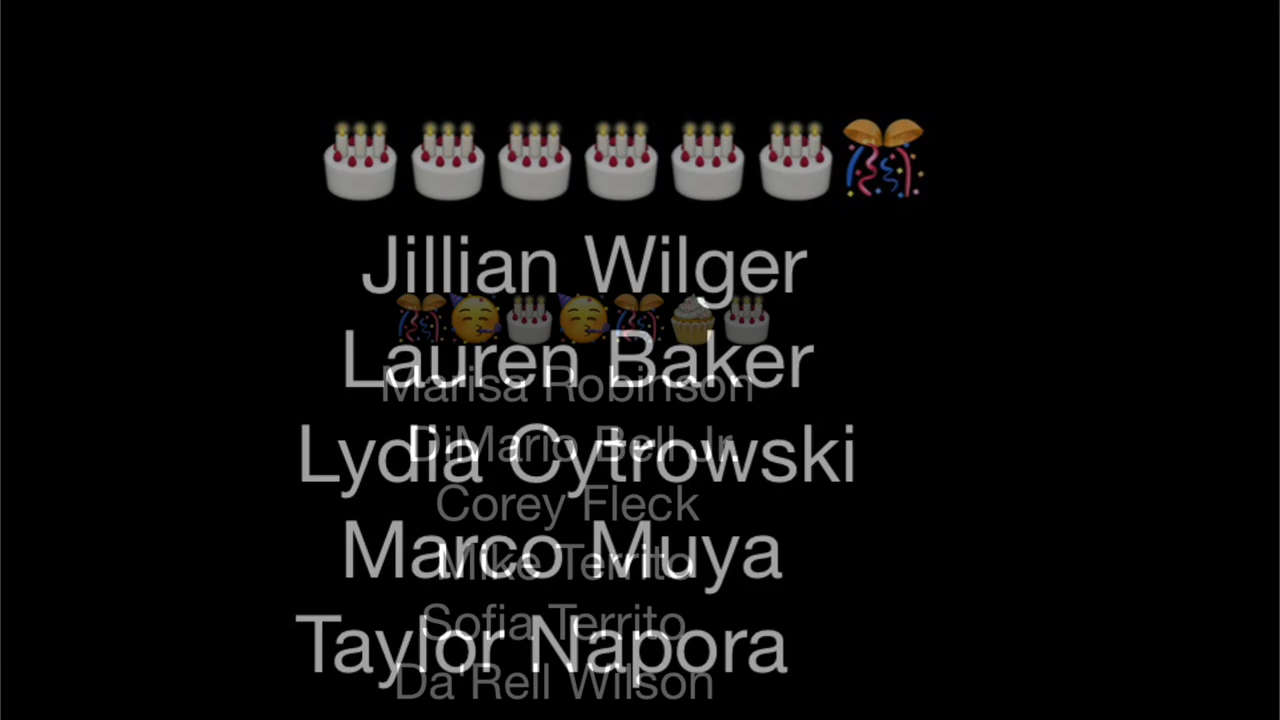 Jillian Wilger
Lauren Baker
Marisa Robinson
DiMario Bell Jr.
Lydia Cytrowski
Corey Fleck
Marco Muya
Mike Territo
Sofia Territo
Taylor Napora
Da'Rell Wilson